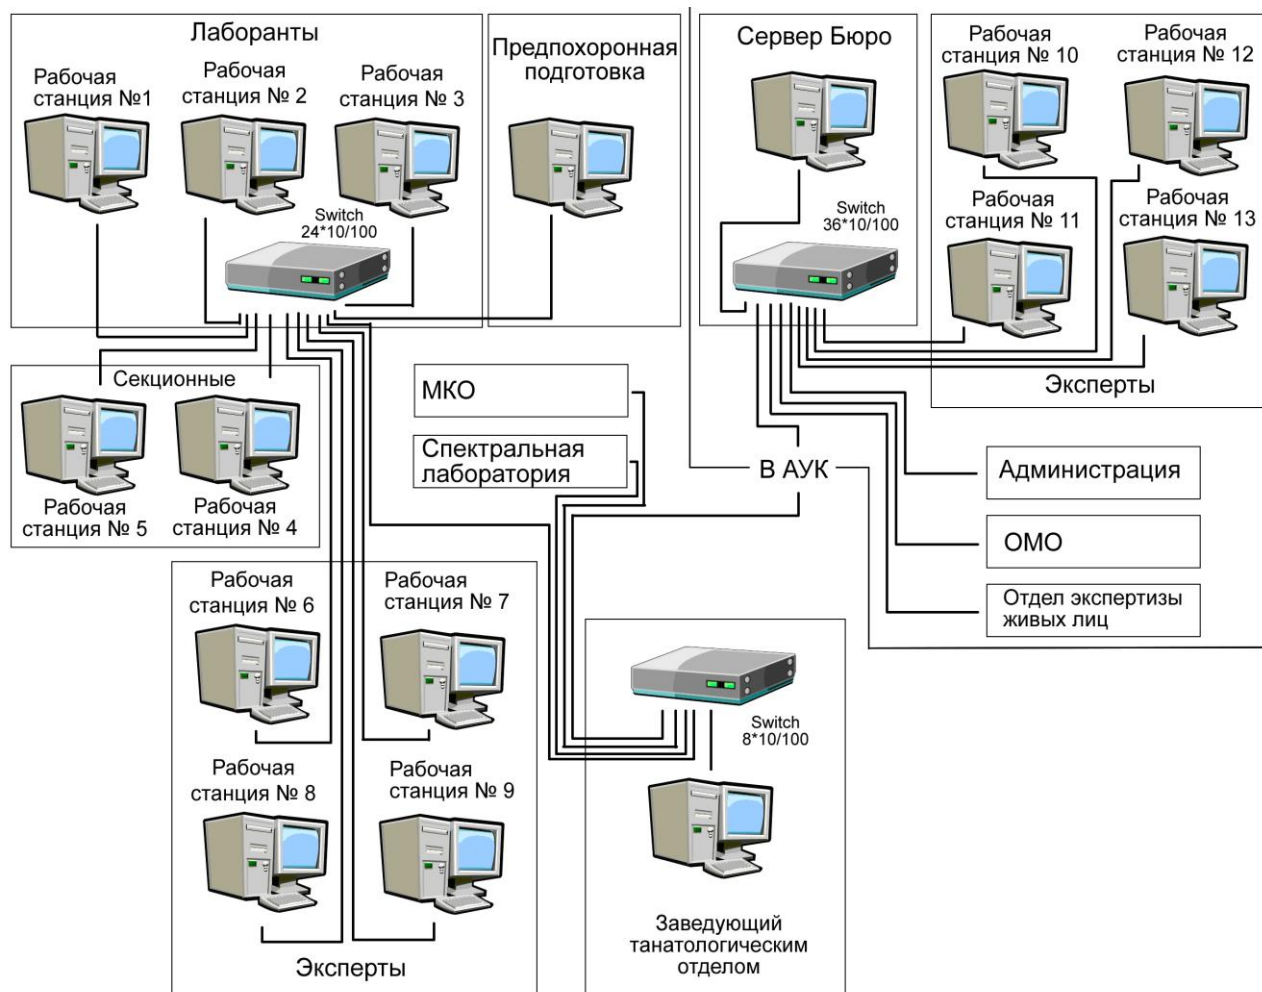 Лаборанты
Рабочая
станция №1
Рабочая
станция № 2
Рабочая
станция № 3
Switch
24*10/100
Предпохоронная
подготовка
Сервер Бюро
Switch
36*10/100
Рабочая
станция № 10
Рабочая
станция № 12
Рабочая
станция № 11
Рабочая
станция № 13
Эксперты
Секционные
Рабочая
станция № 5
Рабочая
станция № 4
МКО
Спектральная
лаборатория
В АУК
Администрация
ОМО
Отдел экспертизы
живых лиц
Рабочая
станция № 6
Рабочая
станция № 7
Рабочая
станция № 8
Рабочая
станция № 9
Эксперты
Switch
8*10/100
Заведующий
танатологическим
отделом